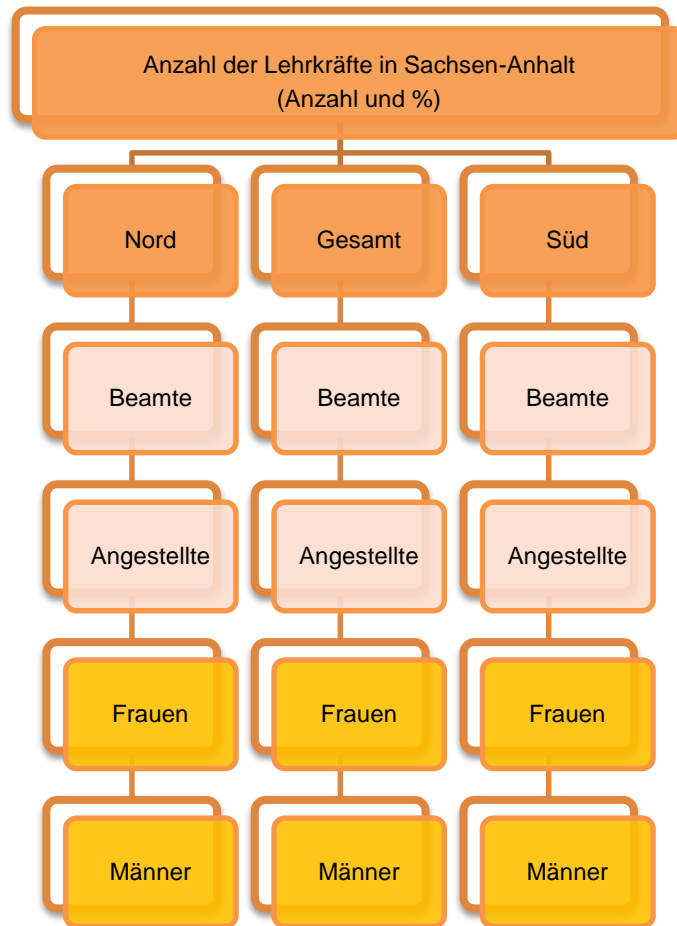 Anzahl der Lehrkräfte in Sachsen-Anhalt
(Anzahl und %)
Nord
Gesamt
Süd
Beamte
Beamte
Beamte
Angestellte
Angestellte
Angestellte
Frauen
Frauen
Frauen
Männer
Männer
Männer